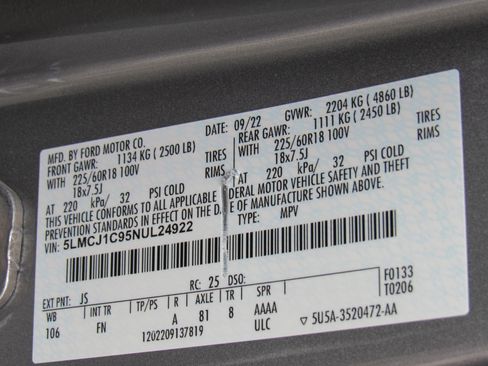 MFD. BY FORD MOTOR CO.
DATE: 09/22
GVWR: 2204 KG (4860 LB)
FRONT GAWR: 1134 KG (2500 LB)
REAR GAWR: 1111 KG (2450 LB)
WITH 225/60R18 100V TIRES
WITH 225/60R18 100V TIRES
18x7.5J RIMS
18x7.5J RIMS
AT 220 kPa/ 32 PSI COLD
AT 220 kPa/ 32 PSI COLD
THIS VEHICLE CONFORMS TO ALL APPLICABLE FEDERAL MOTOR VEHICLE SAFETY AND THEFT
PREVENTION STANDARDS IN EFFECT ON THE DATE OF MANUFACTURE SHOWN ABOVE.
VIN: 5LMCJ1C95NUL24922
TYPE: MPV
EXT PNT: JS RC: 25 DSO: F0133
WB INT TR TP/PS R AXLE TR SPR T0206
106 FN A 81 8 AAAA
1202209137819 ULC ▽5U5A-3520472-AA